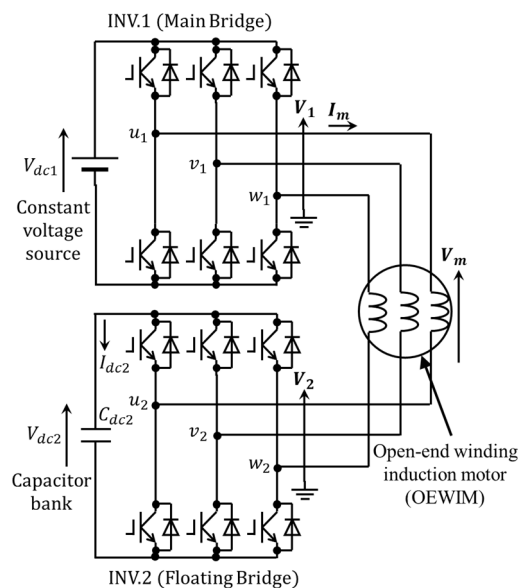 INV.1 (Main Bridge)
V1
Im
u1
Vdc1
v1
w1
Constant
voltage
source
Vm
Idc2
V2
u2
Cdc2
Vdc2
v2
w2
Capacitor
bank
Open-end winding
induction motor
(OEWIM)
INV.2 (Floating Bridge)